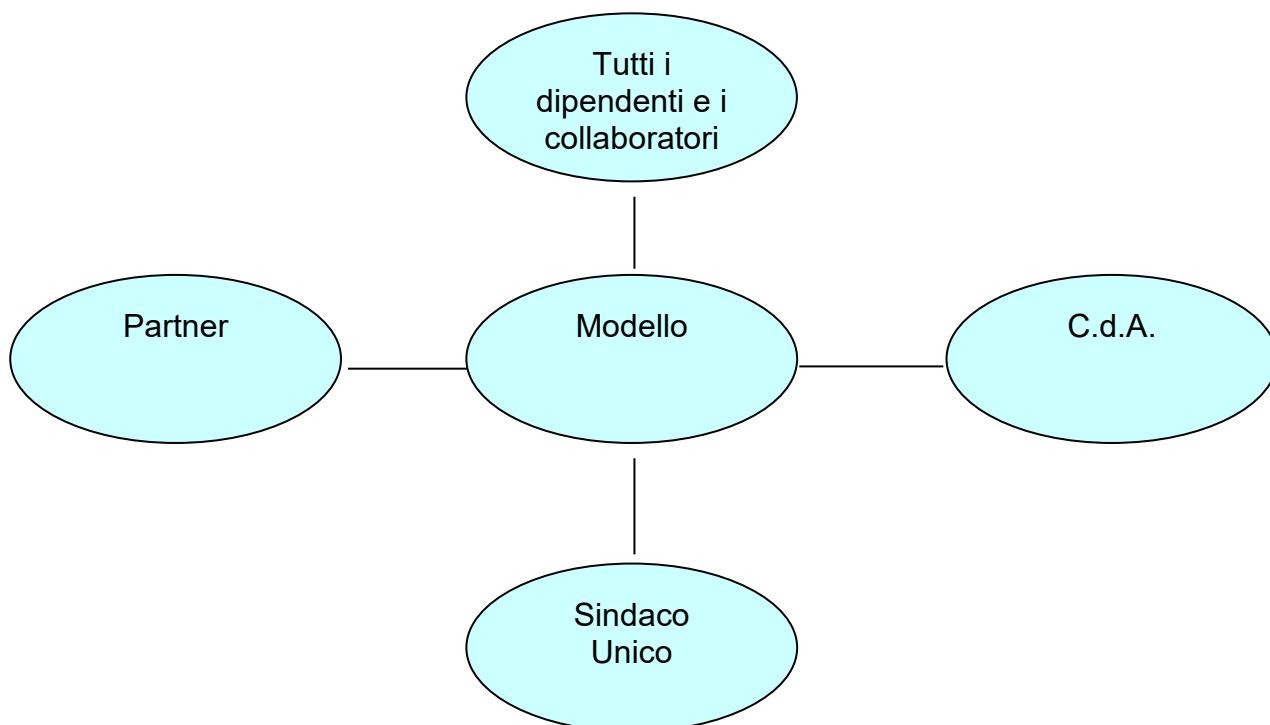 Tutti i
dipendenti e i
collaboratori
Partner
Modello
C.d.A.
Sindaco
Unico